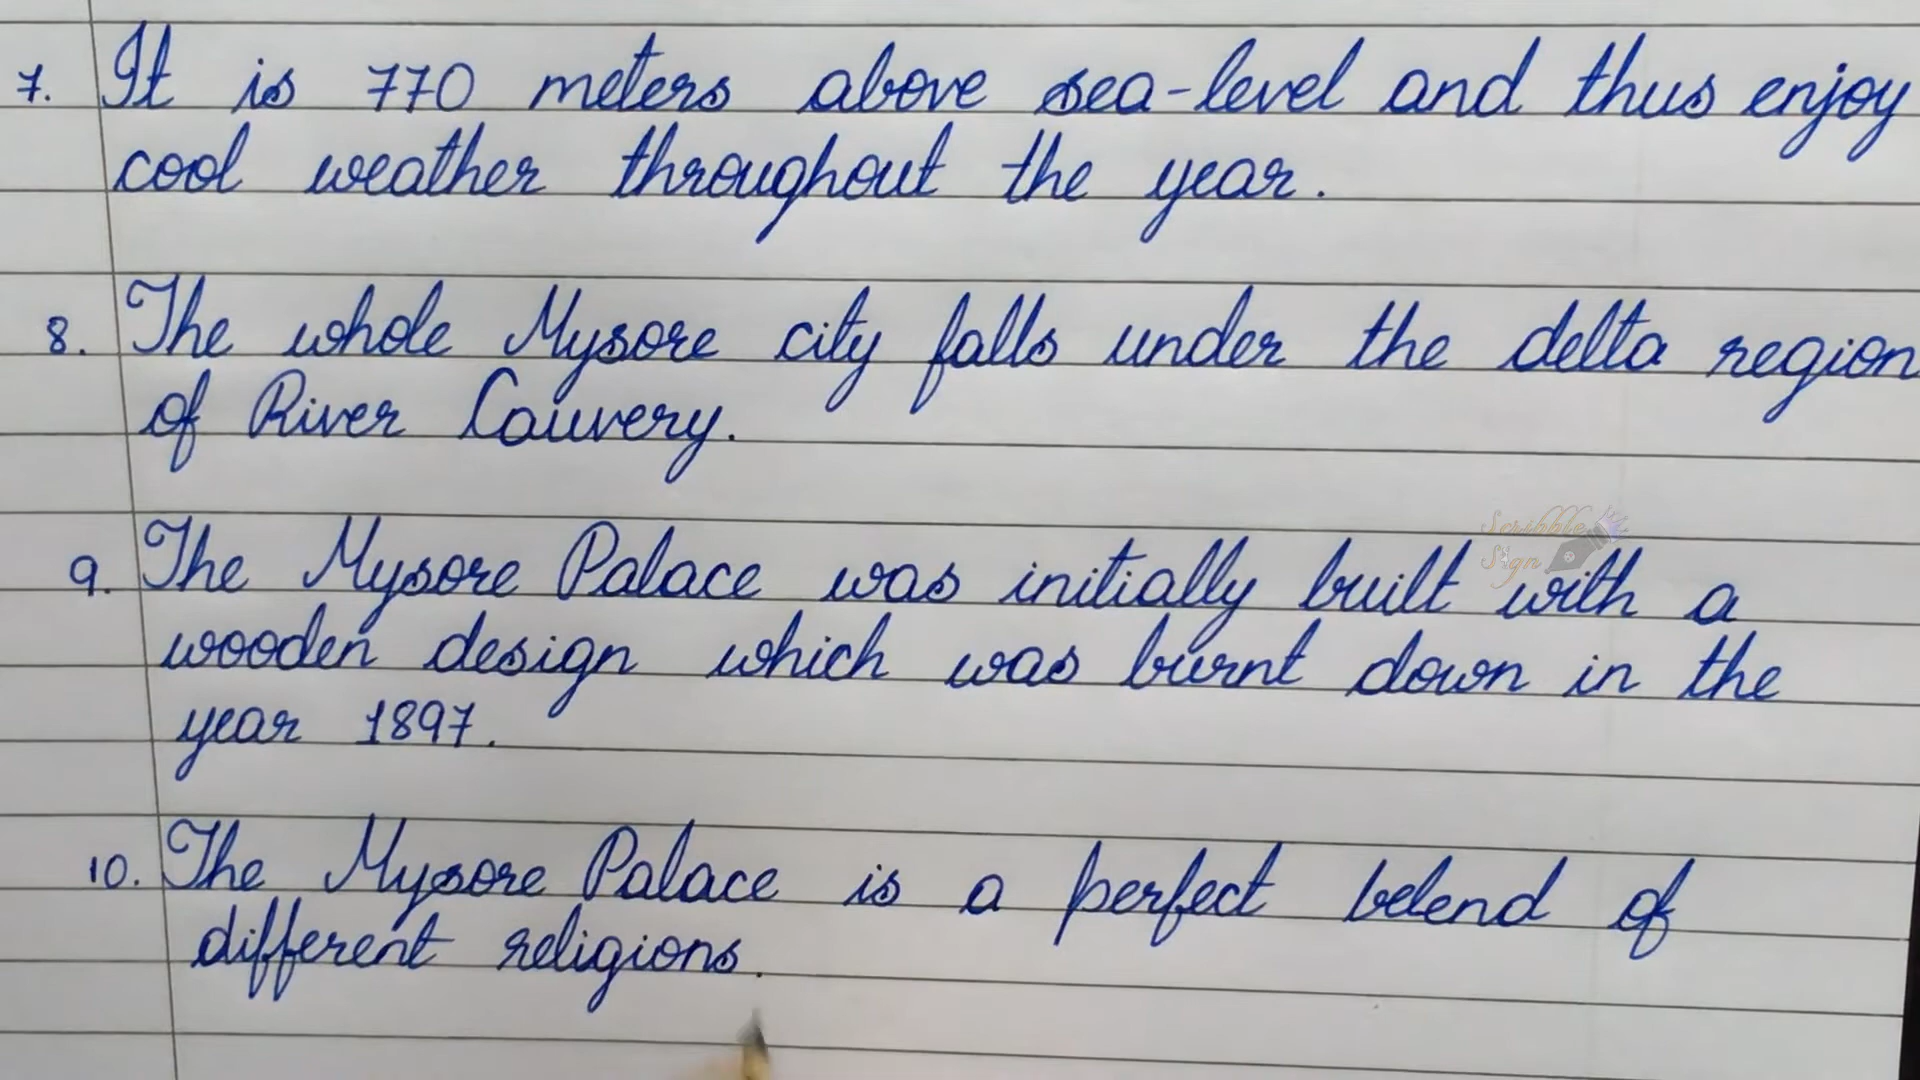 7. It is 770 meters above sea-level and thus enjoy
cool weather throughout the year.
8. The whole Mysore city falls under the delta region
of River Cauvery.
Scribble
Sign
9. The Mysore Palace was initially built with a
wooden design which was burnt down in the
year 1897.
10. The Mysore Palace is a perfect belend of
different religions.